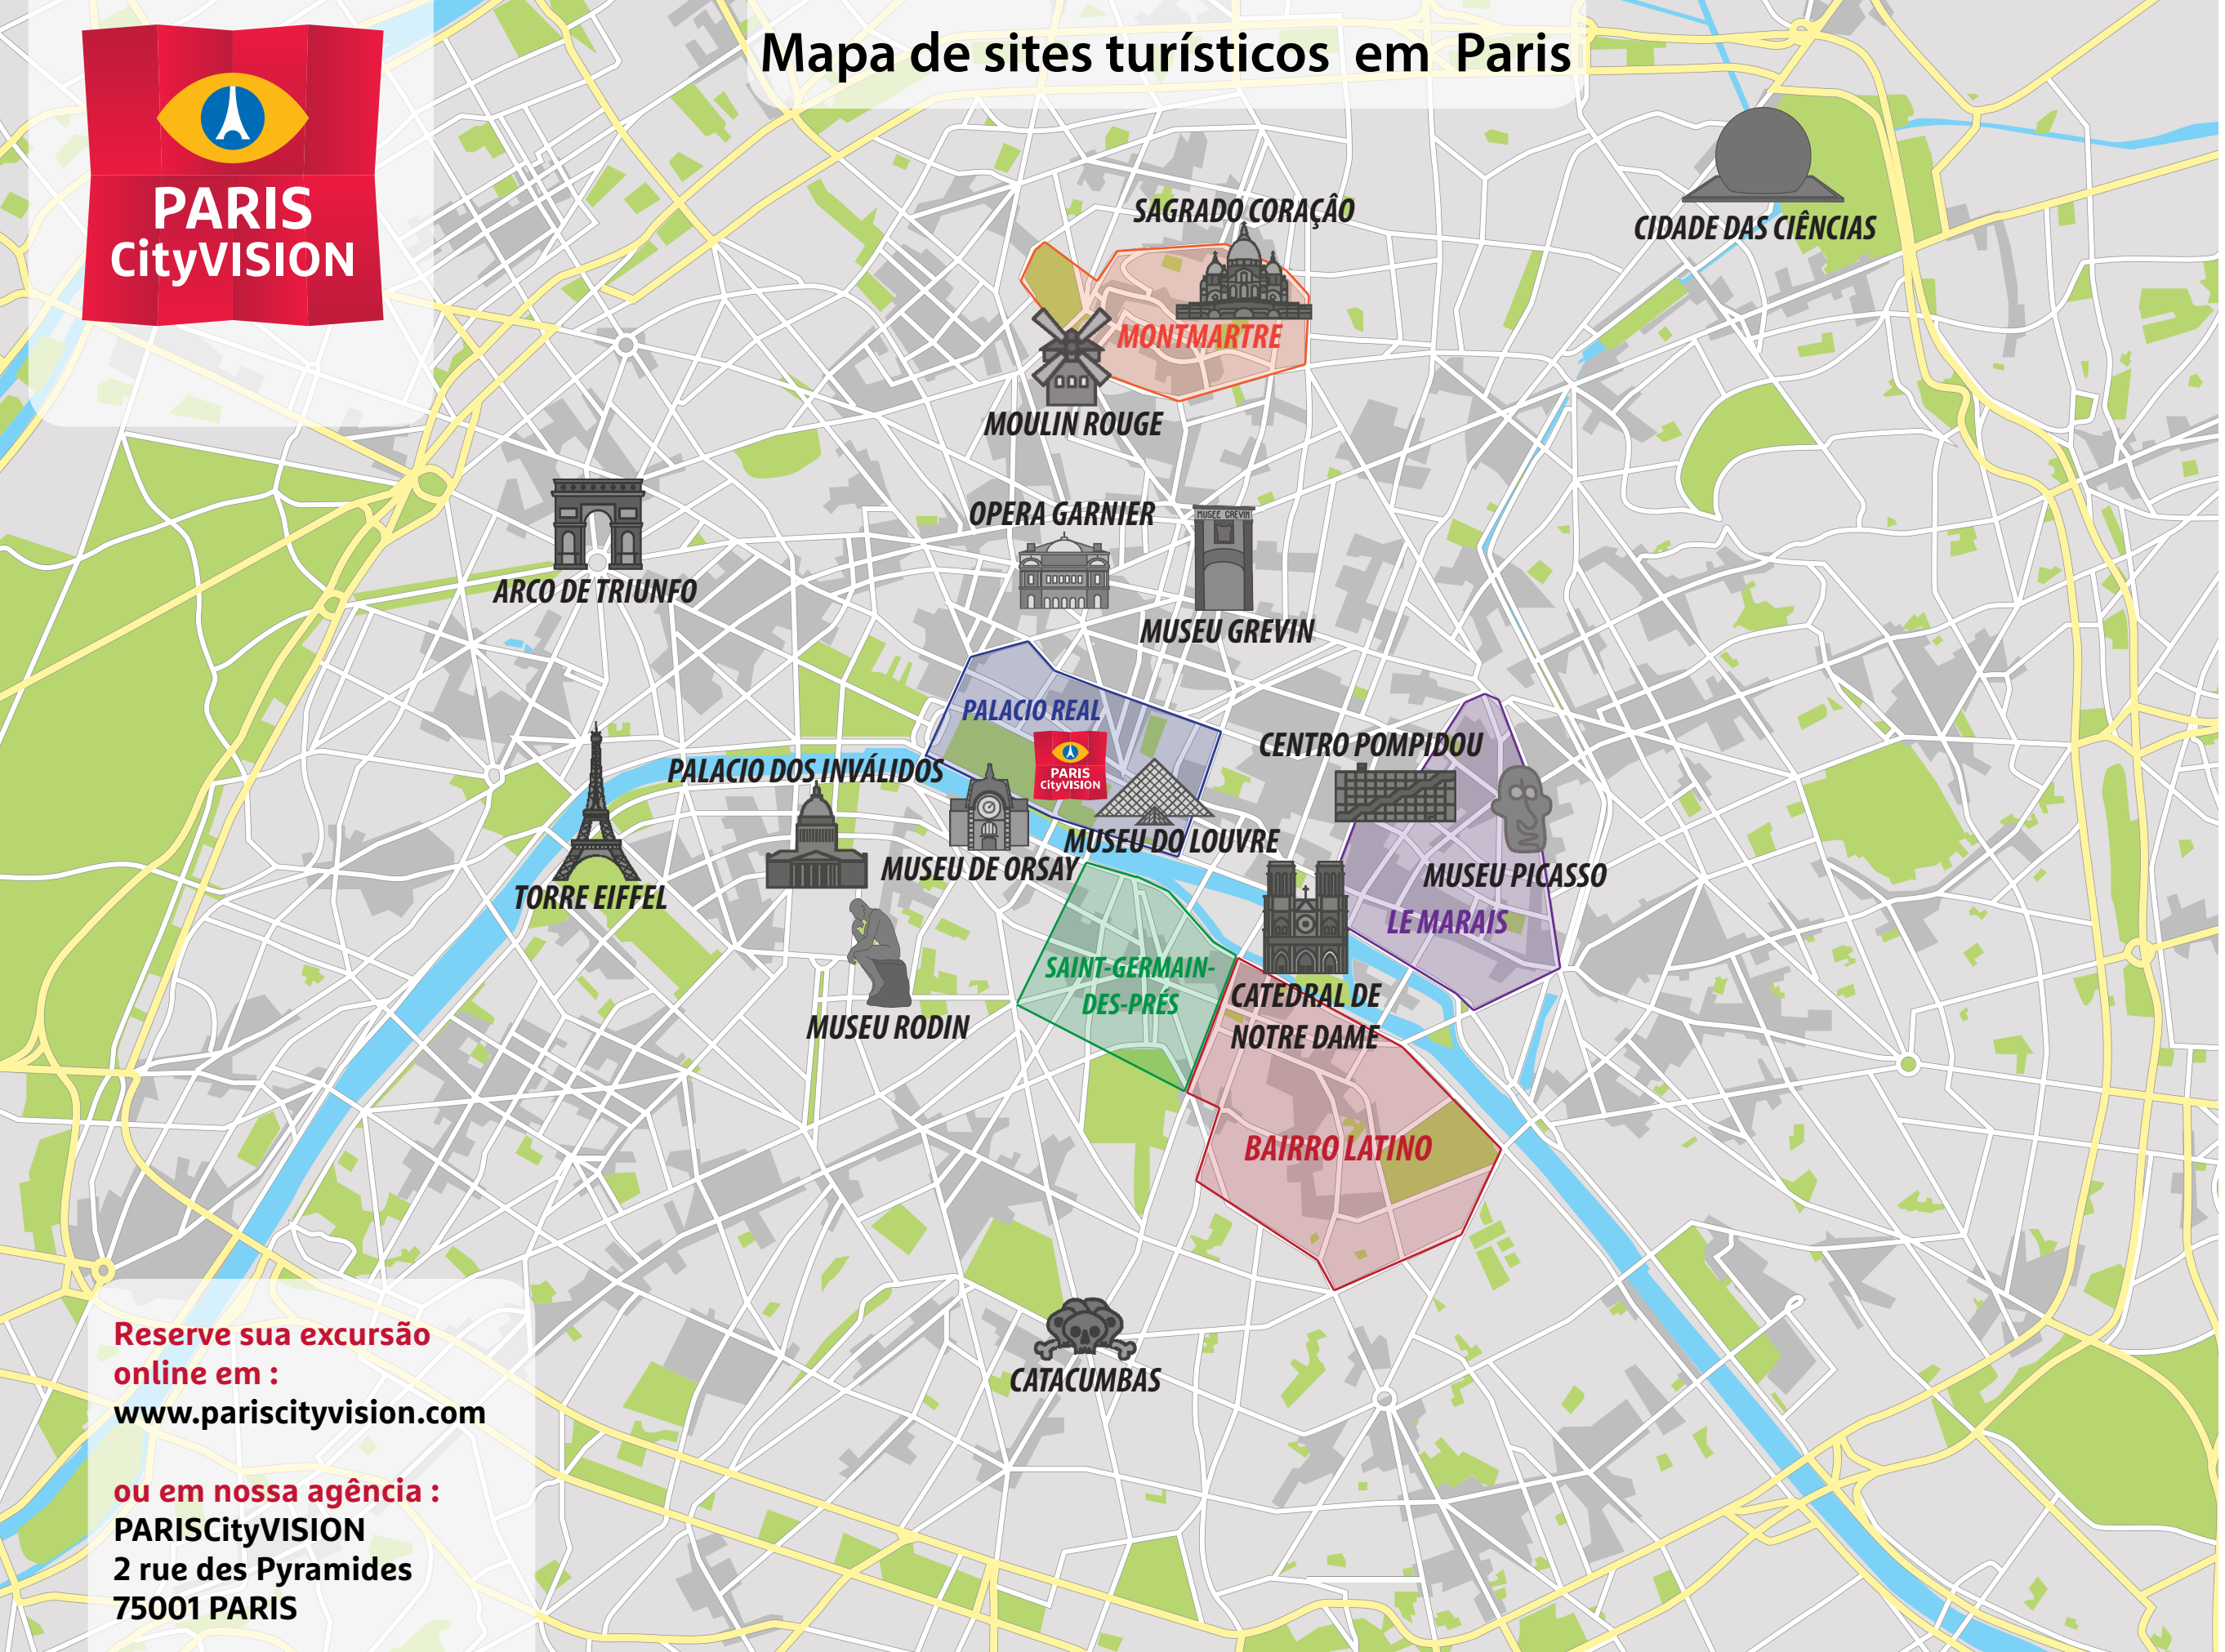 Mapa de sites turísticos em Paris
PARIS
CityVISION
SAGRADO CORAÇÂO
CIDADE DAS CIÊNCIAS
MONTMARTRE
MOULIN ROUGE
OPERA GARNIER
MUSEE GREVIN
ARCO DE TRIUNFO
MUSEU GREVIN
PALACIO REAL
CENTRO POMPIDOU
PALACIO DOS INVÁLIDOS
PARIS
CityVISION
MUSEU DO LOUVRE
MUSEU DE ORSAY
MUSEU PICASSO
TORRE EIFFEL
LE MARAIS
SAINT-GERMAIN-
DES-PRÉS
CATEDRAL DE
NOTRE DAME
MUSEU RODIN
BAIRRO LATINO
CATACUMBAS
Reserve sua excursão
online em :
www.pariscityvision.com
ou em nossa agência :
PARISCityVISION
2 rue des Pyramides
75001 PARIS